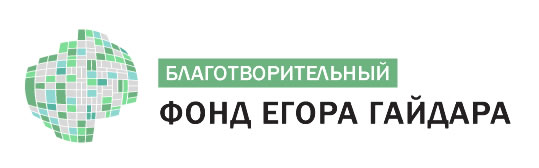 БЛАГОТВОРИТЕЛЬНЫЙ
ФОНД ЕГОРА ГАЙДАРА